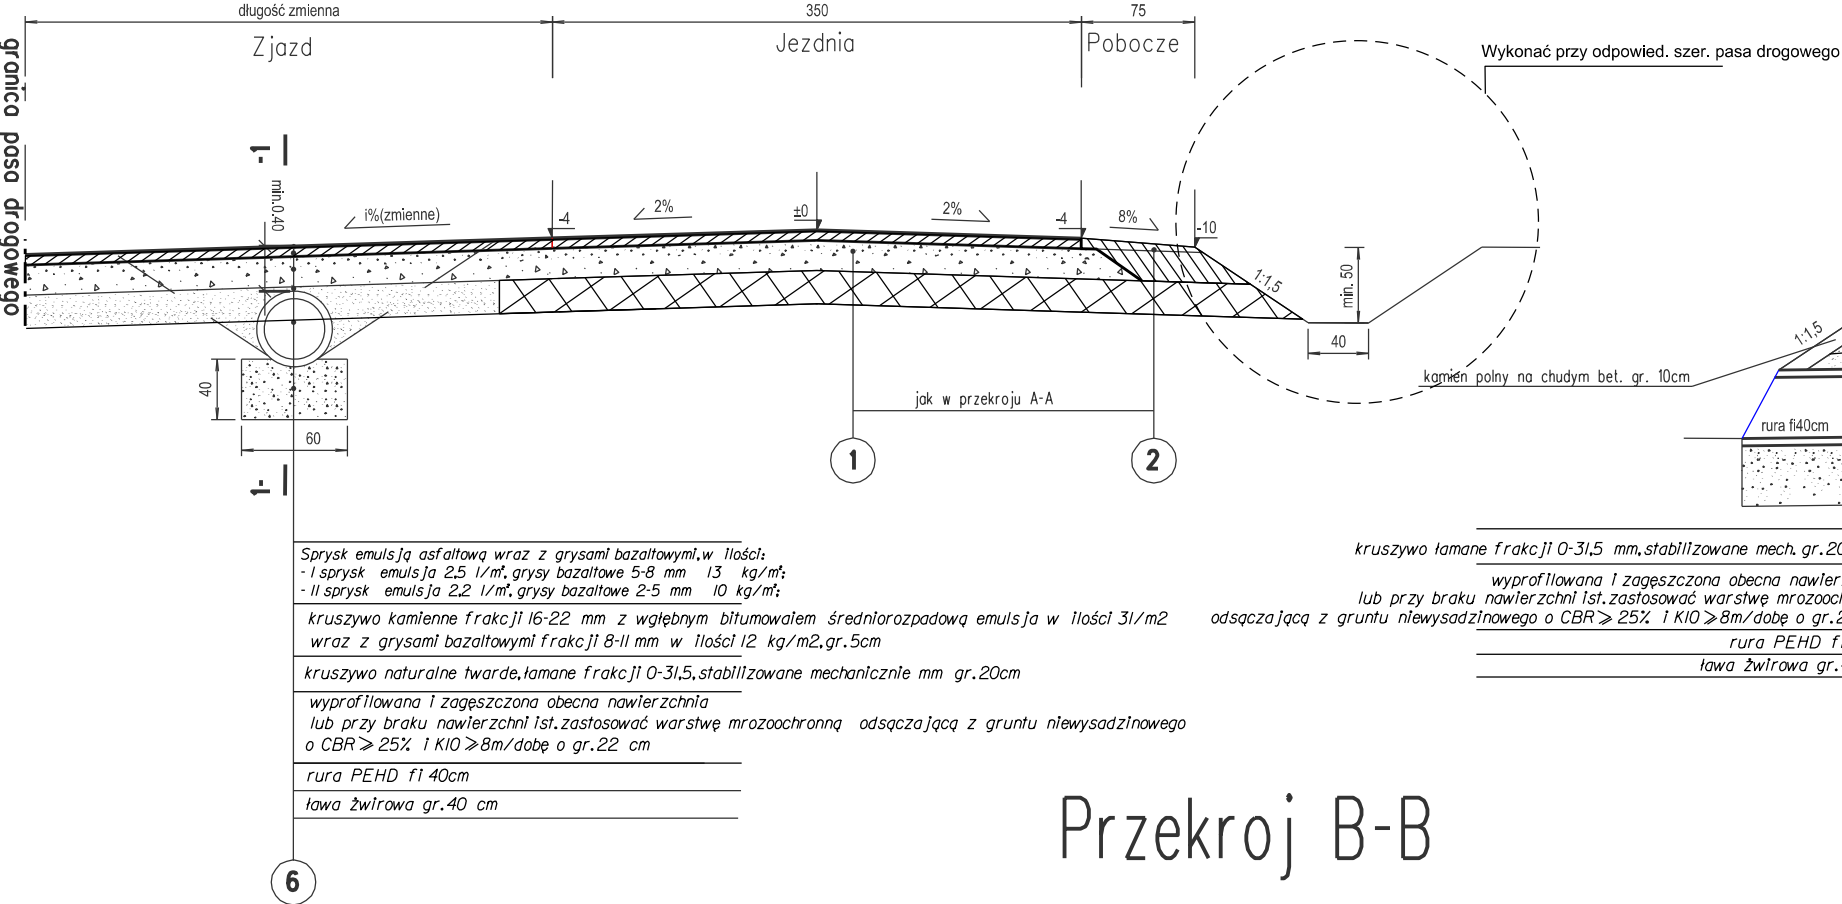 długość zmienna
350
75
Zjazd
Jezdnia
Pobocze
Wykonać przy odpowied. szer. pasa drogowego
granica pasa drogowego
-1
min.0.40
i%(zmienne)
-4
2%
±0
2%
-4
8%
-10
1:1,5
min. 50
40
kamień polny na chudym bet. gr. 10cm
1:1,5
rura fi40cm
40
60
jak w przekroju A-A
1
2
1-
Sprysk emulsją asfaltową wraz z grysami bazaltowymi,w ilości:
- I sprysk emulsja 2,5 l/m², grysy bazaltowe 5-8 mm 13 kg/m²;
- II sprysk emulsja 2,2 l/m², grysy bazaltowe 2-5 mm 10 kg/m²;
kruszywo kamienne frakcji 16-22 mm z wgłębnym bitumowaiem średniorozpadową emulsja w ilości 3l/m2
wraz z grysami bazaltowymi frakcji 8-11 mm w ilości 12 kg/m2,gr.5cm
kruszywo naturalne twarde,łamane frakcji 0-31,5,stabilizowane mechanicznie mm gr.20cm
wyprofilowana i zagęszczona obecna nawierzchnia
lub przy braku nawierzchni ist.zastosować warstwę mrozoochronną odsączającą z gruntu niewysadzinowego
o CBR≥25% i K10≥8m/dobę o gr.22 cm
rura PEHD fi 40cm
ława żwirowa gr.40 cm
6
kruszywo łamane frakcji 0-31,5 mm,stabilizowane mech. gr.20
wyprofilowana i zagęszczona obecna nawier
lub przy braku nawierzchni ist.zastosować warstwę mrozooch
odsączającą z gruntu niewysadzinowego o CBR≥25% i K10≥8m/dobę o gr.2
rura PEHD f
ława żwirowa gr.
Przekroj B-B